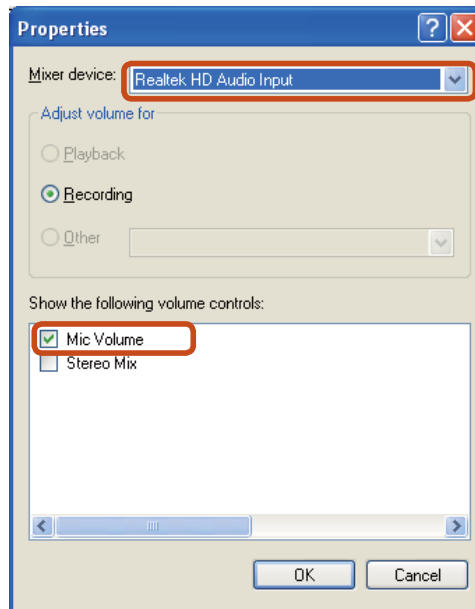 Properties
Mixer device: Realtek HD Audio Input
Adjust volume for
Playback
Recording
Other
Show the following volume controls:
Mic Volume
Stereo Mix
OK Cancel